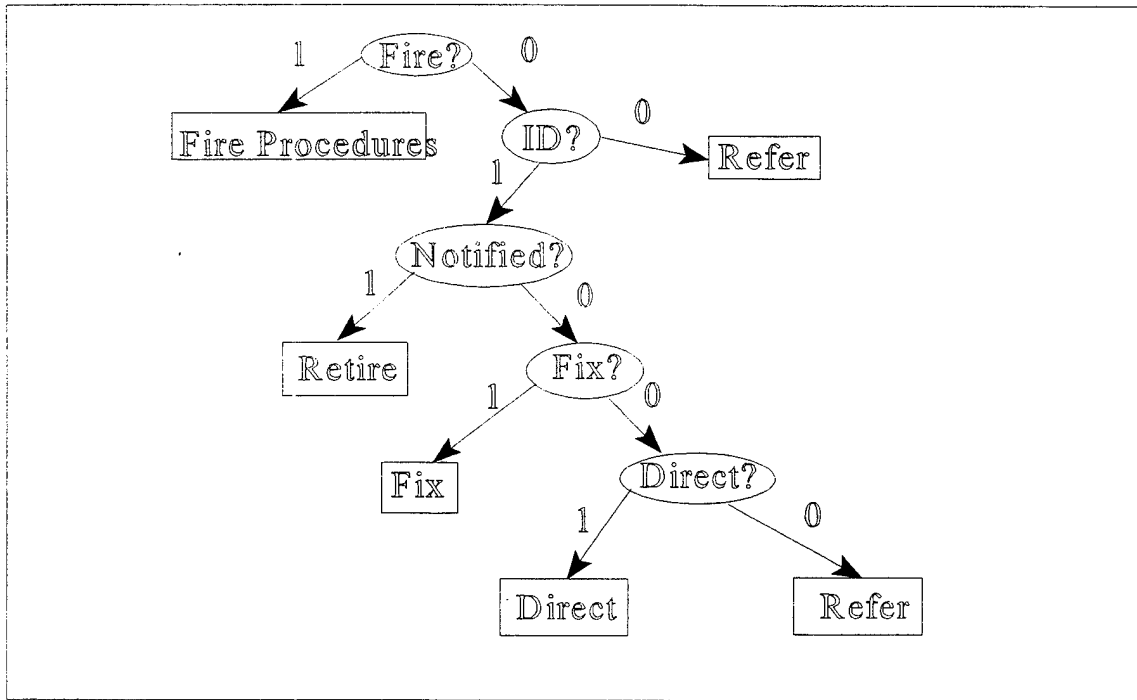 1
Fire?
0
Fire Procedures
ID?
0
Refer
1
Notified?
1
0
Retire
Fix?
1
0
Fix
Direct?
1
0
Direct
Refer